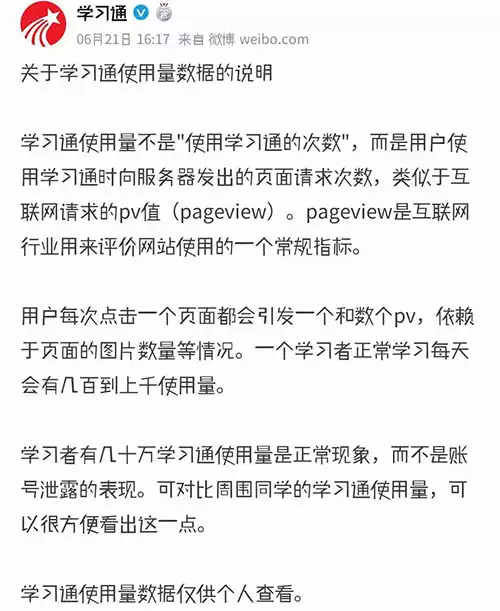 学习通
06月21日 16:17 来自 微博 weibo.com
关于学习通使用量数据的说明
学习通使用量不是"使用学习通的次数"，而是用户使
用学习通时向服务器发出的页面请求次数，类似于互
联网请求的pv值（pageview）。pageview是互联网
行业用来评价网站使用的一个常规指标。
用户每次点击一个页面都会引发一个和数个pv，依赖
于页面的图片数量等情况。一个学习者正常学习每天
会有几百到上千使用量。
学习者有几十万学习通使用量是正常现象，而不是账
号泄露的表现。可对比周围同学的学习通使用量，可
以很方便看出这一点。
学习通使用量数据仅供个人查看。